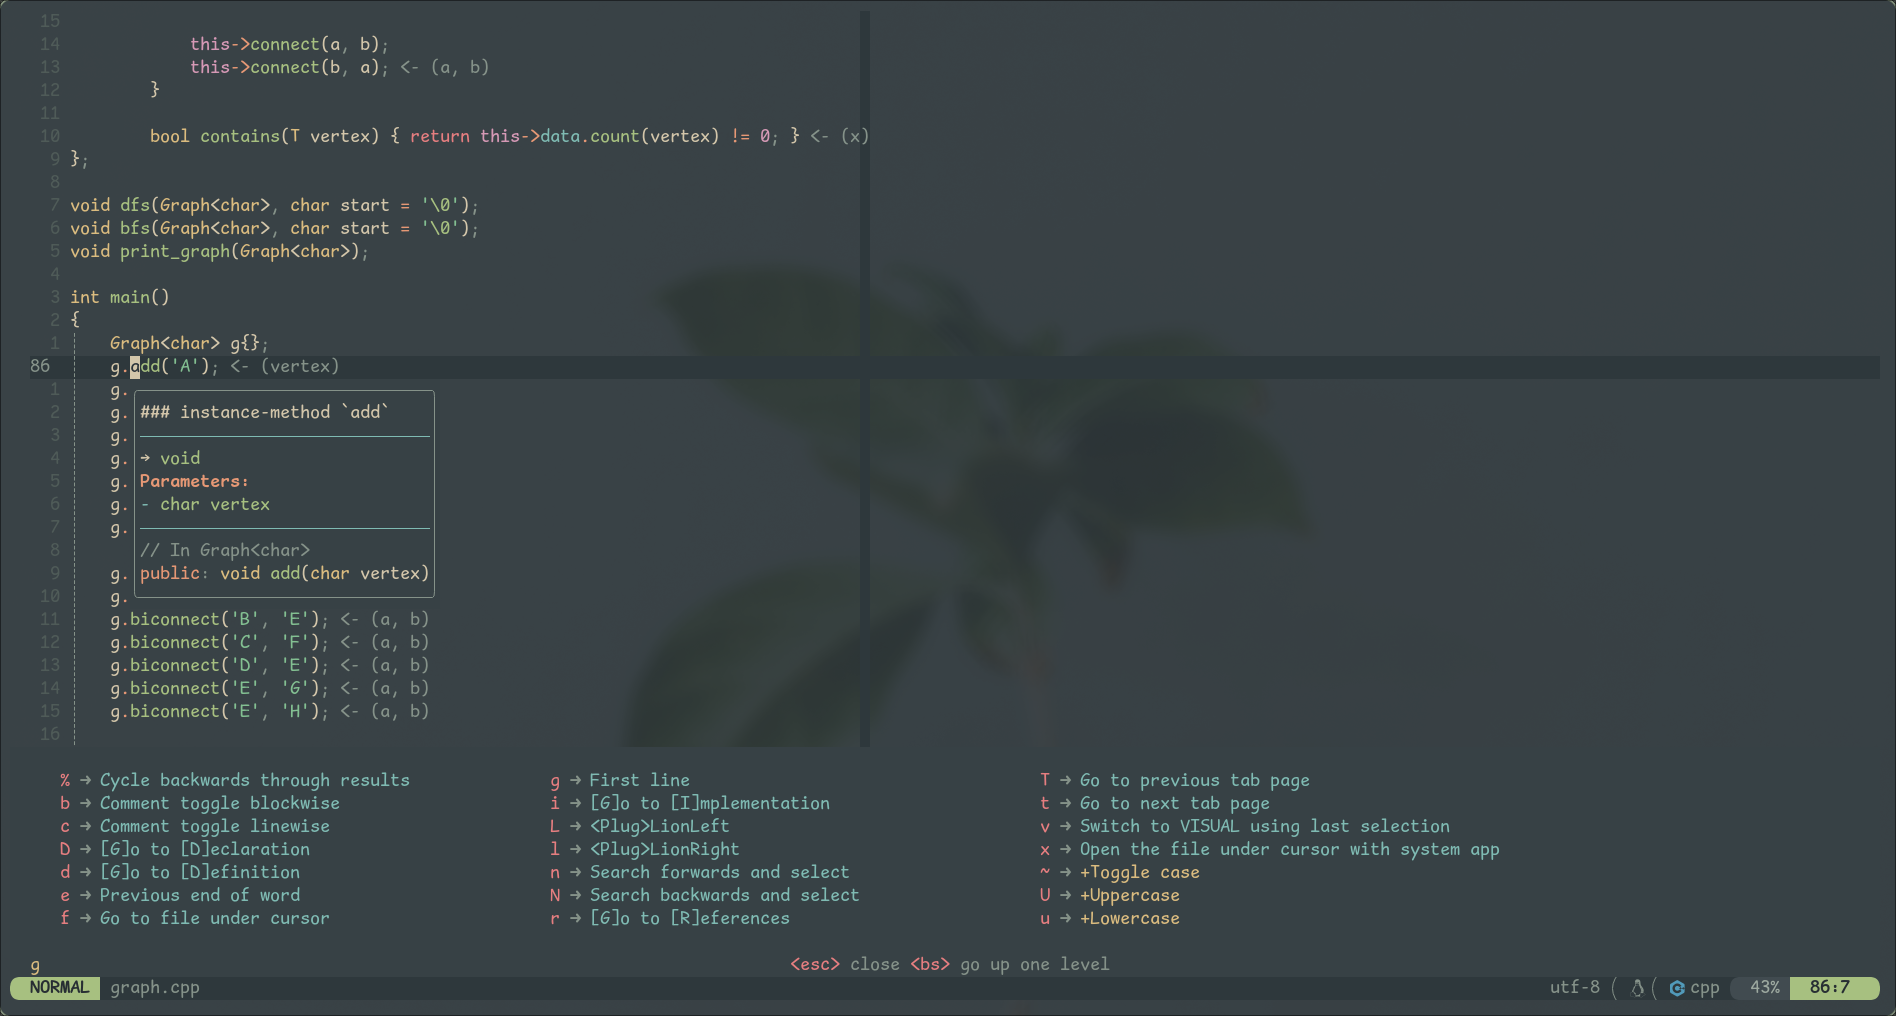 15
14 this->connect(a, b);
13 this->connect(b, a); <- (a, b)
12 }
11
10 bool contains(T vertex) { return this->data.count(vertex) != 0; } <- (x)
9 };
8
7 void dfs(Graph<char>, char start = '\0');
6 void bfs(Graph<char>, char start = '\0');
5 void print_graph(Graph<char>);
4
3 int main()
2 {
1 Graph<char> g{};
86 g.add('A'); <- (vertex)
1 g.
2 g. ### instance-method `add`
3 g.
4 g. → void
5 g. Parameters:
6 g. - char vertex
7 g.
8 // In Graph<char>
9 g. public: void add(char vertex)
10 g.
11 g.biconnect('B', 'E'); <- (a, b)
12 g.biconnect('C', 'F'); <- (a, b)
13 g.biconnect('D', 'E'); <- (a, b)
14 g.biconnect('E', 'G'); <- (a, b)
15 g.biconnect('E', 'H'); <- (a, b)
16
% → Cycle backwards through results g → First line T → Go to previous tab page
b → Comment toggle blockwise i → [G]o to [I]mplementation t → Go to next tab page
c → Comment toggle linewise L → <Plug>LionLeft v → Switch to VISUAL using last selection
D → [G]o to [D]eclaration l → <Plug>LionRight x → Open the file under cursor with system app
d → [G]o to [D]efinition n → Search forwards and select ~ → +Toggle case
e → Previous end of word N → Search backwards and select U → +Uppercase
f → Go to file under cursor r → [G]o to [R]eferences u → +Lowercase
g <esc> close <bs> go up one level
NORMAL graph.cpp utf-8 ( ( cpp 43% 86:7